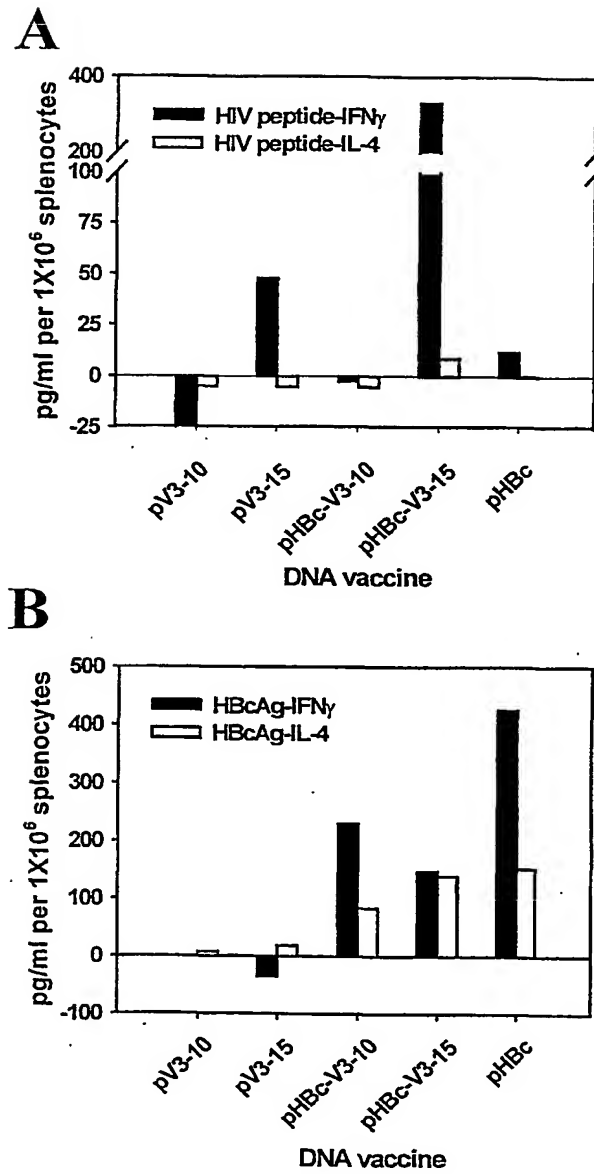 A
pg/ml per 1X10⁶ splenocytes
400
200
100
75
50
25
0
-25
HIV peptide-IFNγ
HIV peptide-IL-4
pV3-10
pV3-15
pHBc-V3-10
pHBc-V3-15
pHBc
DNA vaccine
B
pg/ml per 1X10⁶ splenocytes
500
400
300
200
100
0
-100
HBcAg-IFNγ
HBcAg-IL-4
pV3-10
pV3-15
pHBc-V3-10
pHBc-V3-15
pHBc
DNA vaccine